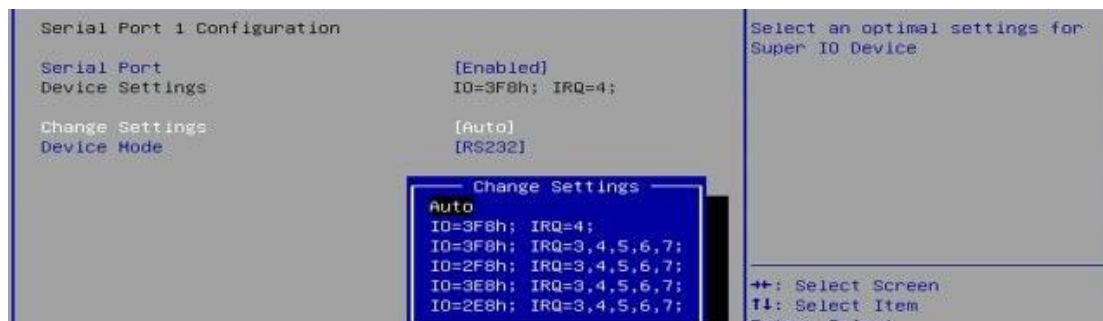 Serial Port 1 Configuration
Serial Port [Enabled]
Device Settings IO=3F8h; IRQ=4;
Change Settings [Auto]
Device Mode [RS232]
Change Settings
Auto
IO=3F8h; IRQ=4;
IO=3F8h; IRQ=3,4,5,6,7;
IO=2F8h; IRQ=3,4,5,6,7;
IO=3E8h; IRQ=3,4,5,6,7;
IO=2E8h; IRQ=3,4,5,6,7;
Select an optimal settings for
Super IO Device
→←: Select Screen
↑↓: Select Item